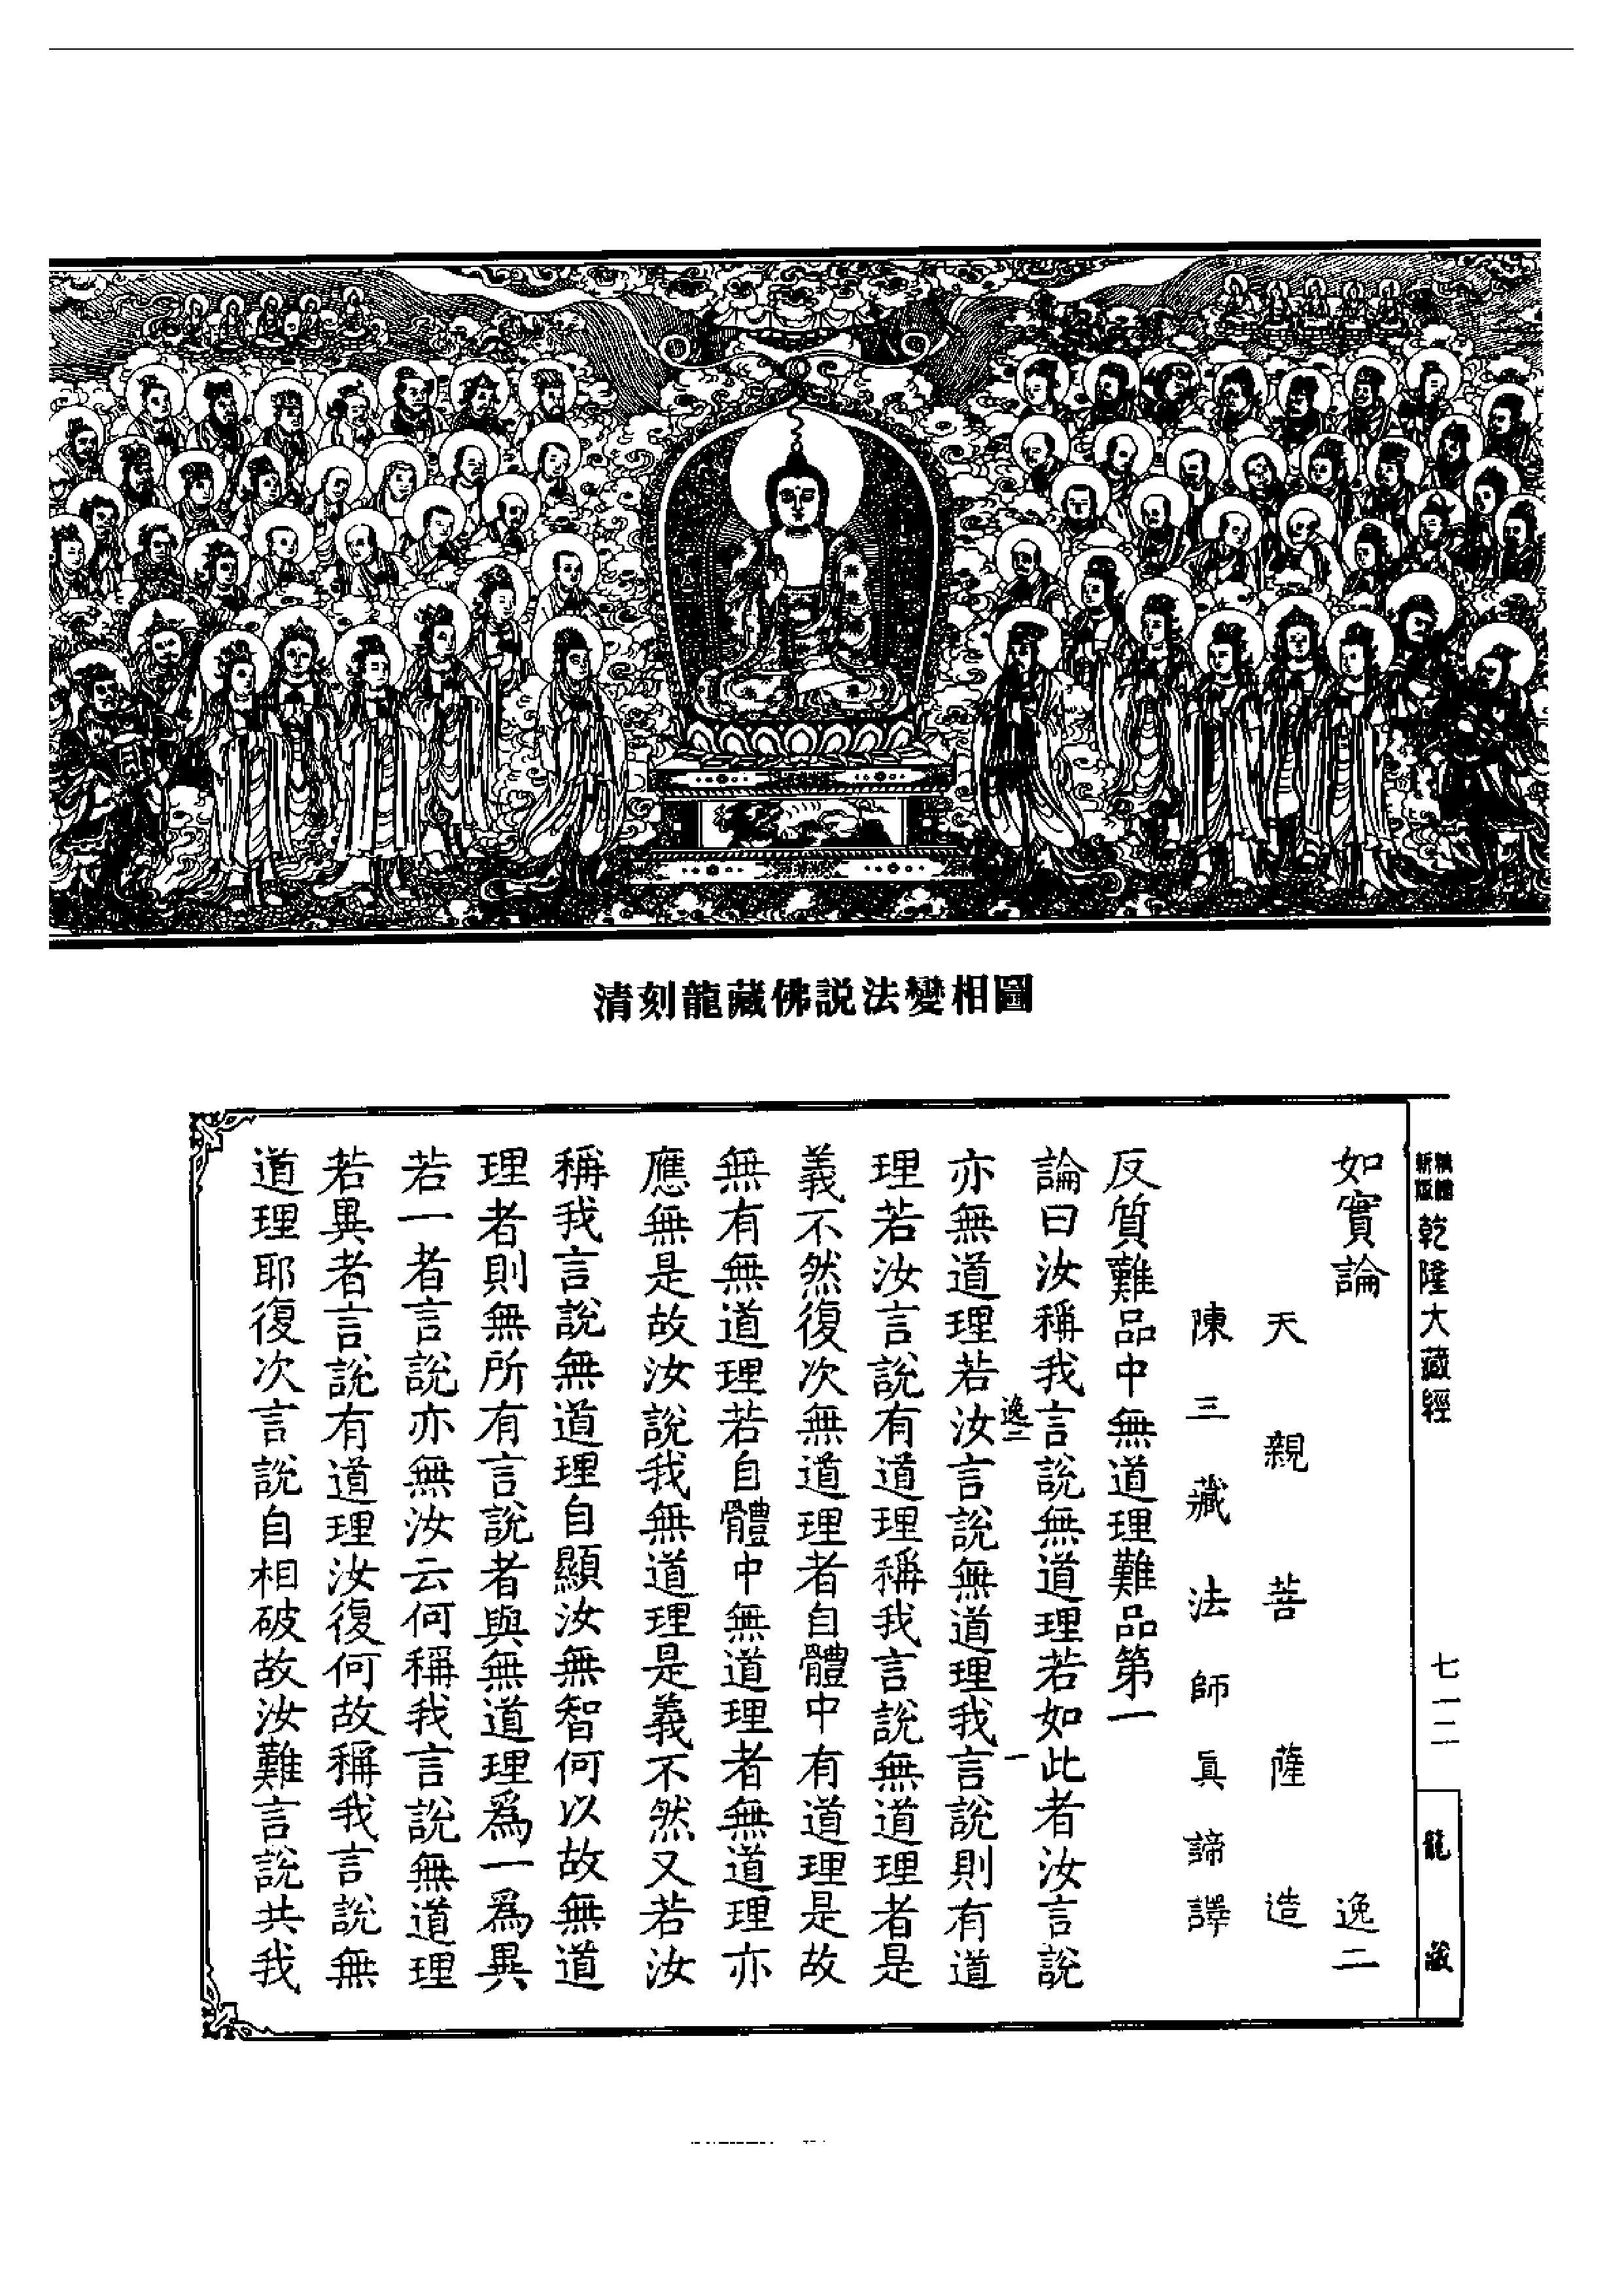 清刻龍藏佛説法變相圖
新版
精縮
乾隆大藏經
七一二
龍藏
如實論
逸二
天親菩薩造
陳三藏法師真諦譯
反質難品中無道理難品第一
論曰汝稱我言説無道理若如此者汝言説
逸二
一
亦無道理若汝言説無道理我言説則有道
理若汝言説有道理稱我言説無道理者是
義不然復次無道理者自體中有道理是故
無有無道理若自體中無道理者無道理亦
應無是故汝説我無道理是義不然又若汝
稱我言説無道理自顯汝無智何以故無道
理者則無所有言説者與無道理爲一爲異
若一者言説亦無汝云何稱我言説無道理
若異者言説有道理汝復何故稱我言説無
道理耶復次言説自相破故汝難言説共我